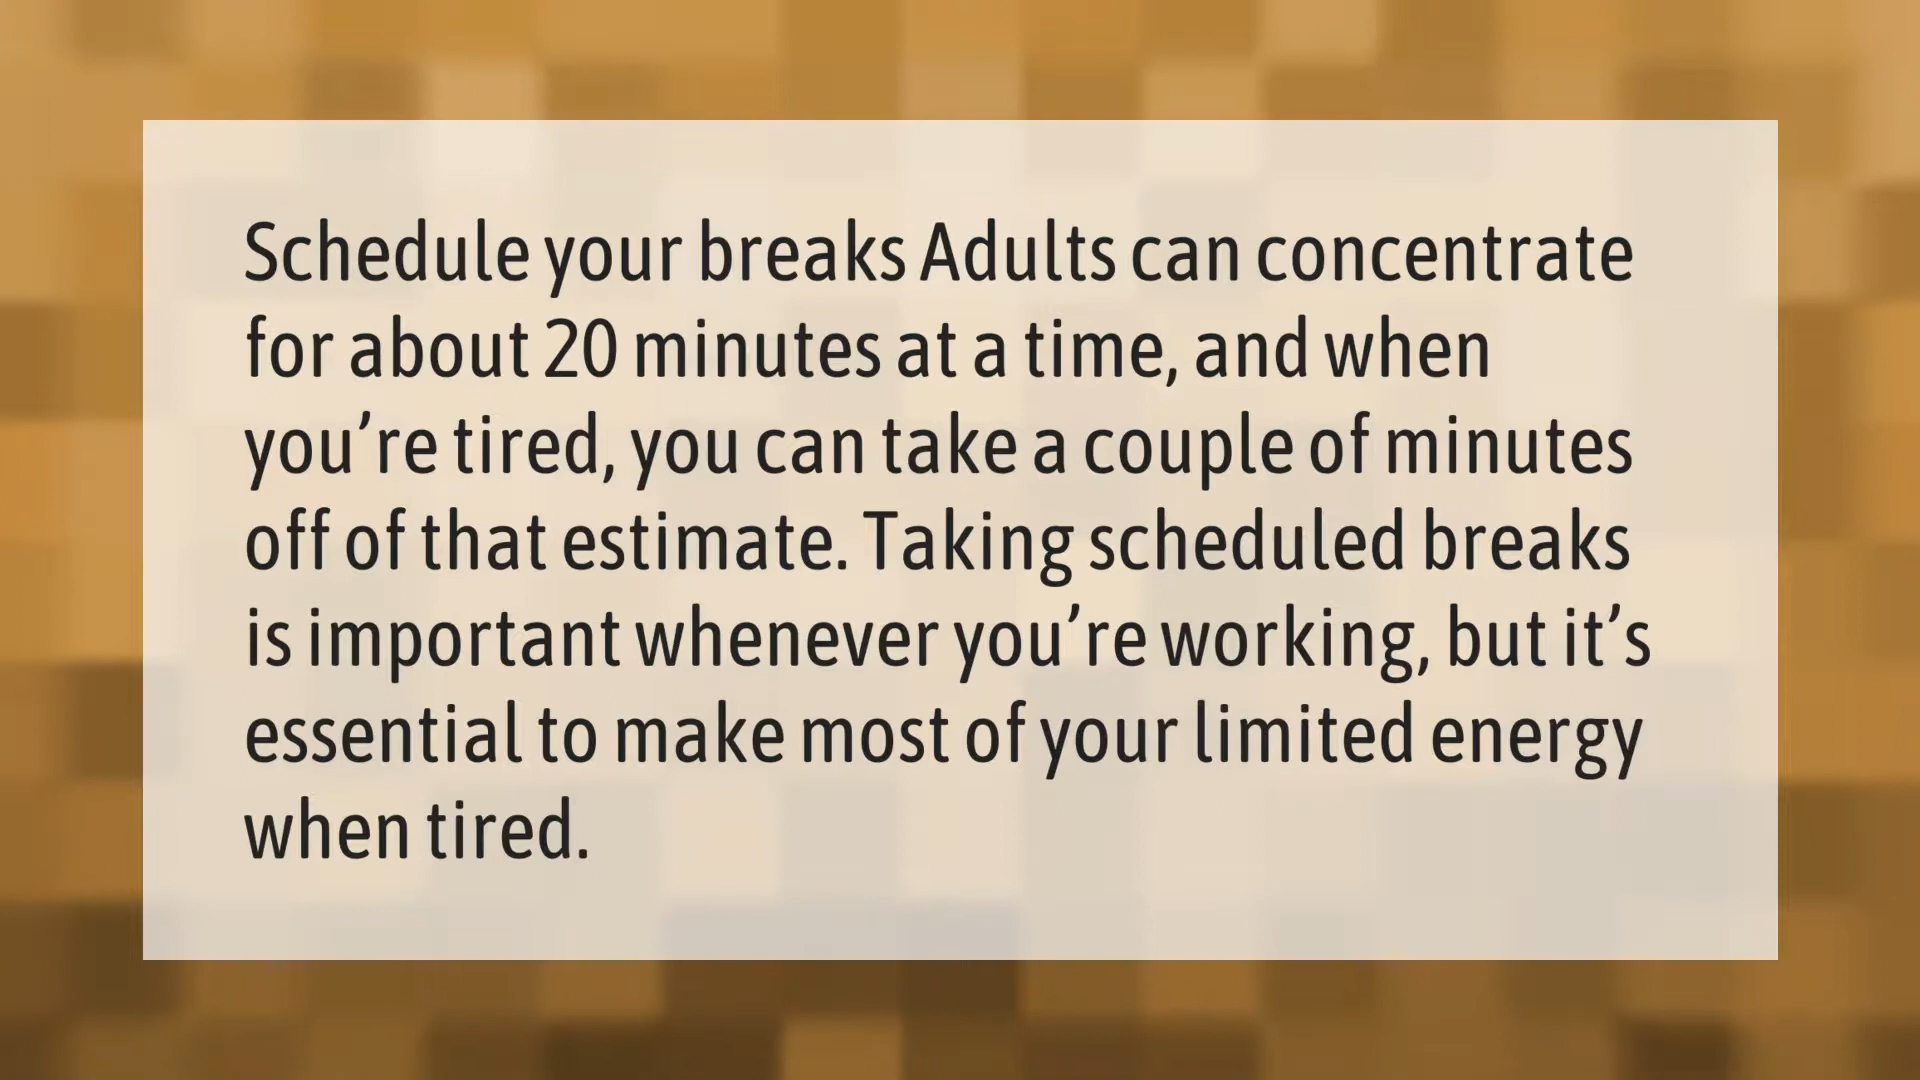 Schedule your breaks Adults can concentrate
for about 20 minutes at a time, and when
you’re tired, you can take a couple of minutes
off of that estimate. Taking scheduled breaks
is important whenever you’re working, but it’s
essential to make most of your limited energy
when tired.